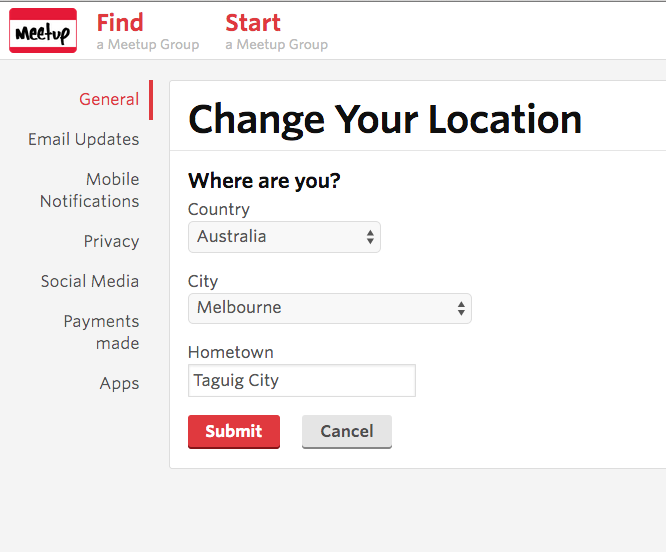 Meetup
Find
a Meetup Group
Start
a Meetup Group
General
Email Updates
Mobile
Notifications
Privacy
Social Media
Payments
made
Apps
Change Your Location
Where are you?
Country
Australia
City
Melbourne
Hometown
Taguig City
Submit
Cancel